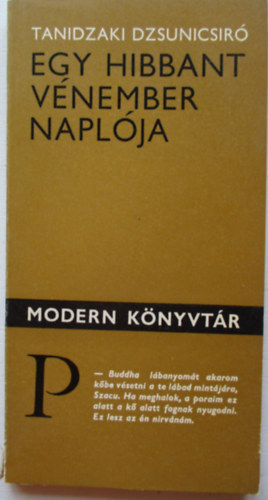 TANIDZAKI DZSUNICSIRÓ
EGY HIBBANT
VÉNEMBER
NAPLÓJA
MODERN KÖNYVTÁR
P
— Buddha lábanyomát akarom
kőbe vésetni a te lábad mintájára,
Szacu. Ha meghalok, a poraim ez
alatt a kő alatt fognak nyugodni.
Ez lesz az én nirvánám.